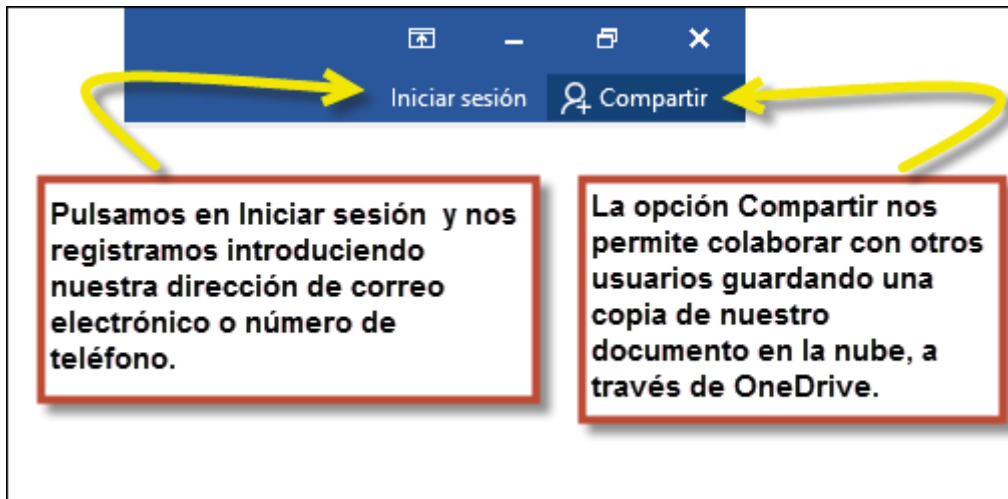 Iniciar sesión Compartir
Pulsamos en Iniciar sesión y nos
registramos introduciendo
nuestra dirección de correo
electrónico o número de
teléfono.
La opción Compartir nos
permite colaborar con otros
usuarios guardando una
copia de nuestro
documento en la nube, a
través de OneDrive.